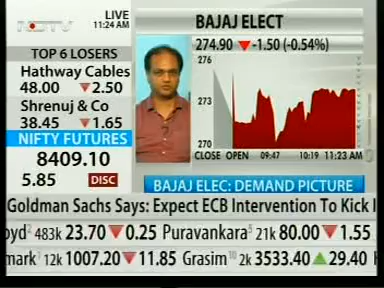 NDTV
LIVE
11:24 AM
BAJAJ ELECT
274.90 ▼ -1.50 (-0.54%)
TOP 6 LOSERS
Hathway Cables
48.00 ▼ 2.50
Shrenuj & Co
38.45 ▼ 1.65
NIFTY FUTURES
8409.10
5.85 DISC
276
273
270
CLOSE OPEN 09:47 10:19 11:23 AM
BAJAJ ELEC: DEMAND PICTURE
Goldman Sachs Says: Expect ECB Intervention To Kick I
oyd² 483k 23.70 ▼ 0.25 Puravankara⁵ 21k 80.00 ▼ 1.55
mark⁷ 12k 1007.20 ▼ 11.85 Grasim¹⁰ 2k 3533.40 ▲ 29.40